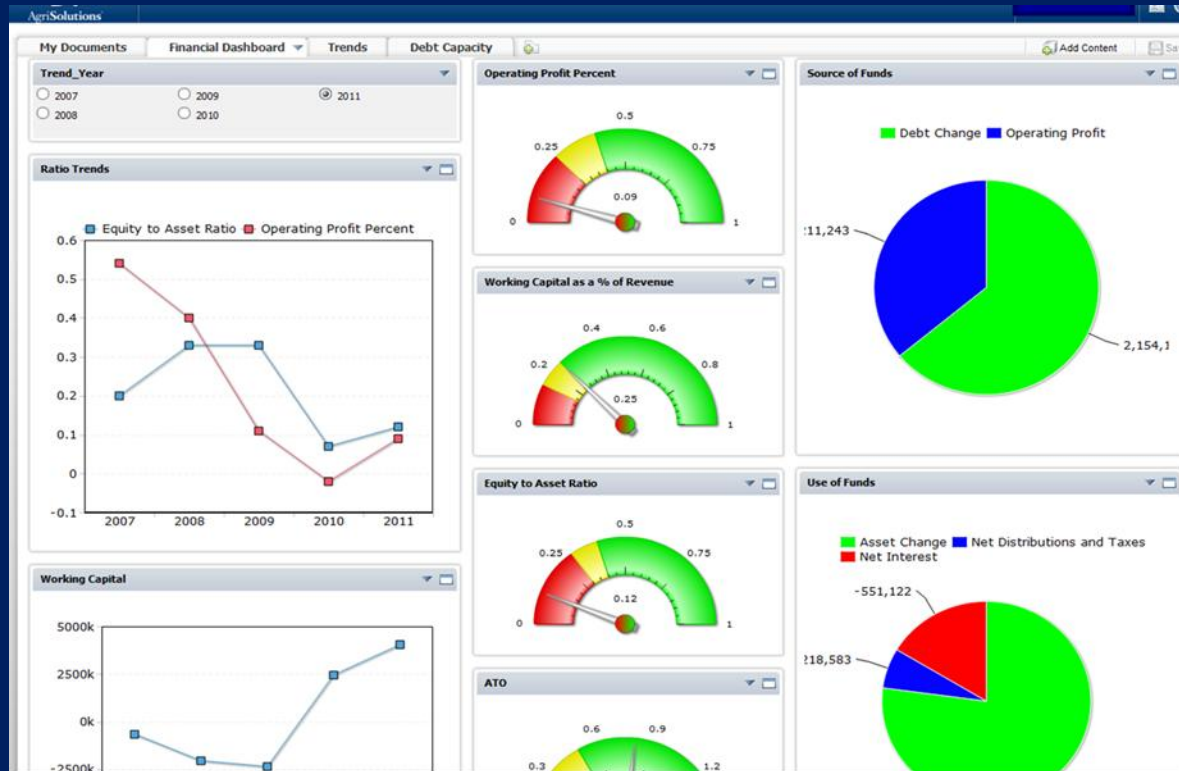 AgriSolutions
My Documents Financial Dashboard Trends Debt Capacity
Add Content
Trend_Year
2007 2009 2011
2008 2010
Ratio Trends
Equity to Asset Ratio Operating Profit Percent
0.6
0.5
0.4
0.3
0.2
0.1
0
-0.1
2007 2008 2009 2010 2011
Working Capital
5000k
2500k
0k
-2500k
Operating Profit Percent
0.5
0.25 0.75
0.09
0 1
Working Capital as a % of Revenue
0.4 0.6
0.2 0.8
0.25
0 1
Equity to Asset Ratio
0.5
0.25 0.75
0.12
0 1
ATO
0.6 0.9
0.3 1.2
Source of Funds
Debt Change Operating Profit
11,243
2,154,1
Use of Funds
Asset Change Net Distributions and Taxes
Net Interest
-551,122
218,583